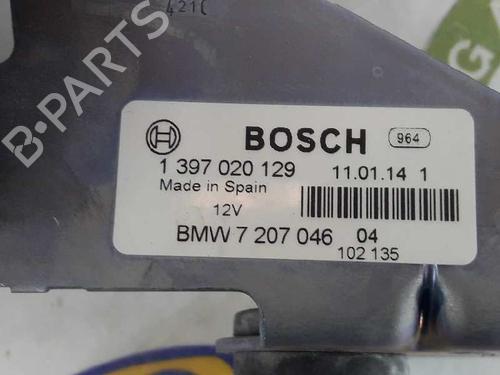 421C
B-PARTS
BOSCH 964
1 397 020 129 11.01.14 1
Made in Spain
12V
BMW 7 207 046 04
102 135